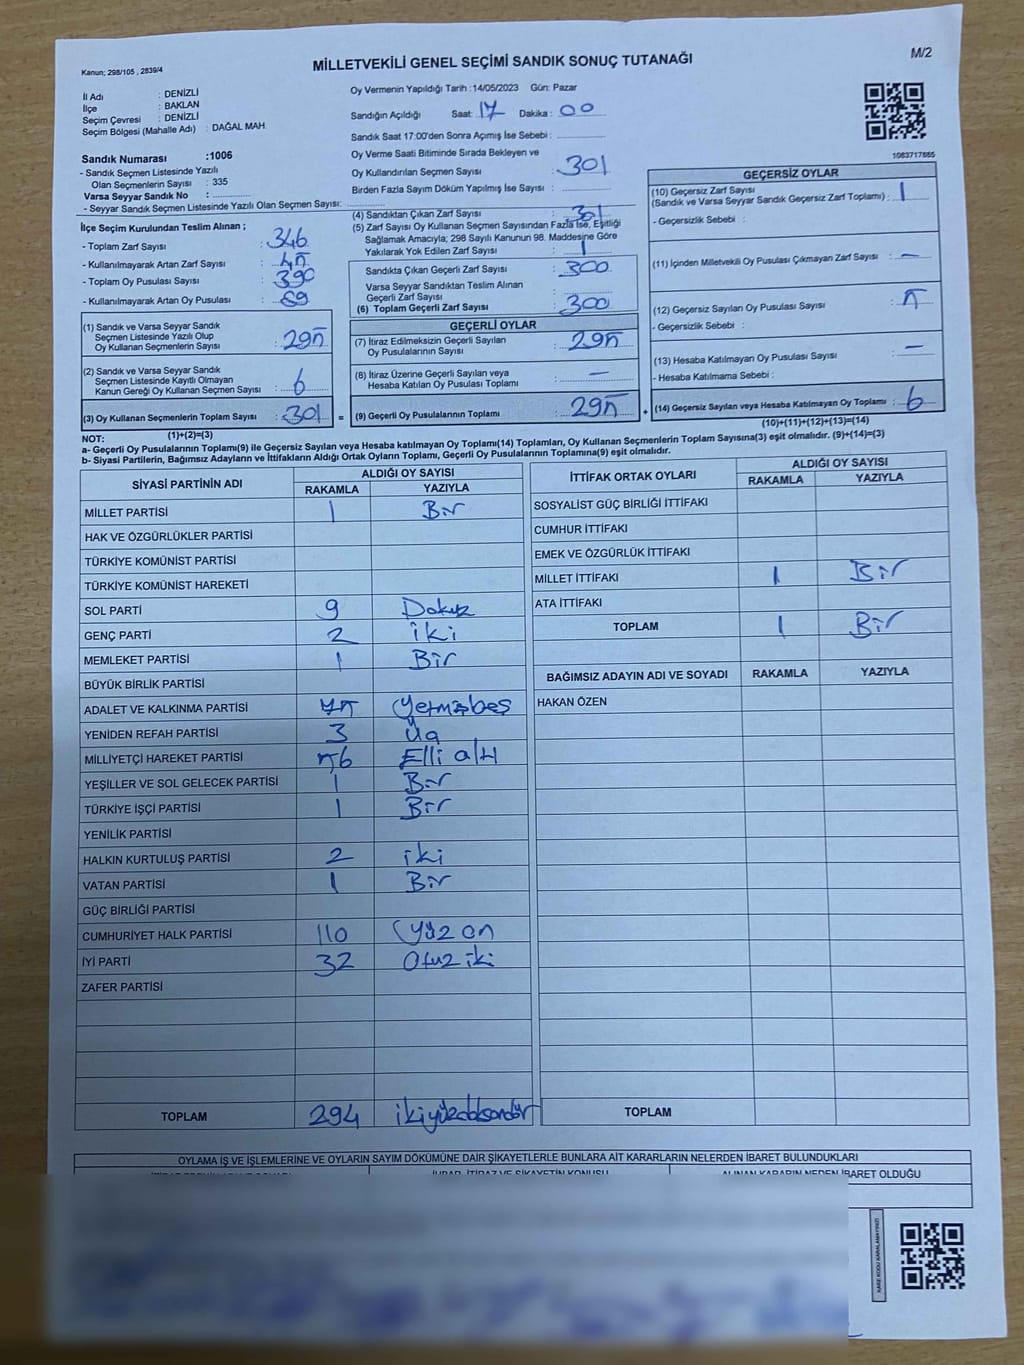 Kanun; 298/105 , 2839/4
MİLLETVEKİLİ GENEL SEÇİMİ SANDIK SONUÇ TUTANAĞI
M/2
İl Adı : DENİZLİ
İlçe : BAKLAN
Seçim Çevresi : DENİZLİ
Seçim Bölgesi (Mahalle Adı) : DAĞAL MAH.
Sandık Numarası :1006
- Sandık Seçmen Listesinde Yazılı
Olan Seçmenlerin Sayısı : 335
Varsa Seyyar Sandık No :
- Seyyar Sandık Seçmen Listesinde Yazılı Olan Seçmen Sayısı:
Oy Vermenin Yapıldığı Tarih :14/05/2023 Gün: Pazar
Sandığın Açıldığı Saat: 17 Dakika : 00
Sandık Saat 17:00'den Sonra Açımış İse Sebebi :
Oy Verme Saati Bitiminde Sırada Bekleyen ve
Oy Kullandırılan Seçmen Sayısı : 301
Birden Fazla Sayım Döküm Yapılmış İse Sayısı :
1083717665
İlçe Seçim Kurulundan Teslim Alınan ;
- Toplam Zarf Sayısı : 346
- Kullanılmayarak Artan Zarf Sayısı : 45
- Toplam Oy Pusulası Sayısı : 390
- Kullanılmayarak Artan Oy Pusulası : 89
(1) Sandık ve Varsa Seyyar Sandık
Seçmen Listesinde Yazılı Olup
Oy Kullanan Seçmenlerin Sayısı : 295
(2) Sandık ve Varsa Seyyar Sandık
Seçmen Listesinde Kayıtlı Olmayan
Kanun Gereği Oy Kullanan Seçmen Sayısı : 6
(3) Oy Kullanan Seçmenlerin Toplam Sayısı : 301 =
(1)+(2)=(3)
(4) Sandıktan Çıkan Zarf Sayısı : 301
(5) Zarf Sayısı Oy Kullanan Seçmen Sayısından Fazla İse, Eşitliği
Sağlamak Amacıyla; 298 Sayılı Kanunun 98. Maddesine Göre
Yakılarak Yok Edilen Zarf Sayısı : 1
Sandıkta Çıkan Geçerli Zarf Sayısı : 300
Varsa Seyyar Sandıktan Teslim Alınan
Geçerli Zarf Sayısı :
(6) Toplam Geçerli Zarf Sayısı : 300
GEÇERLİ OYLAR
(7) İtiraz Edilmeksizin Geçerli Sayılan
Oy Pusulalarının Sayısı : 295
(8) İtiraz Üzerine Geçerli Sayılan veya
Hesaba Katılan Oy Pusulası Toplamı : —
(9) Geçerli Oy Pusulalarının Toplamı : 295 +
GEÇERSİZ OYLAR
(10) Geçersiz Zarf Sayısı
(Sandık ve Varsa Seyyar Sandık Geçersiz Zarf Toplamı) : 1
- Geçersizlik Sebebi :
(11) İçinden Milletvekili Oy Pusulası Çıkmayan Zarf Sayısı : —
(12) Geçersiz Sayılan Oy Pusulası Sayısı : 5
- Geçersizlik Sebebi :
(13) Hesaba Katılmayan Oy Pusulası Sayısı : —
- Hesaba Katılmama Sebebi :
(14) Geçersiz Sayılan veya Hesaba Katılmayan Oy Toplamı : 6
(10)+(11)+(12)+(13)=(14)
NOT:
a- Geçerli Oy Pusulalarının Toplamı(9) ile Geçersiz Sayılan veya Hesaba katılmayan Oy Toplamı(14) Toplamları, Oy Kullanan Seçmenlerin Toplam Sayısına(3) eşit olmalıdır. (9)+(14)=(3)
b- Siyasi Partilerin, Bağımsız Adayların ve İttifakların Aldığı Ortak Oyların Toplamı, Geçerli Oy Pusulalarının Toplamına(9) eşit olmalıdır.
SİYASİ PARTİNİN ADI ALDIĞI OY SAYISI
RAKAMLA YAZIYLA
MİLLET PARTİSİ 1 Bir
HAK VE ÖZGÜRLÜKLER PARTİSİ
TÜRKİYE KOMÜNİST PARTİSİ
TÜRKİYE KOMÜNİST HAREKETİ
SOL PARTİ 9 Dokuz
GENÇ PARTİ 2 iki
MEMLEKET PARTİSİ 1 Bir
BÜYÜK BİRLİK PARTİSİ
ADALET VE KALKINMA PARTİSİ 75 Yetmişbeş
YENİDEN REFAH PARTİSİ 3 Üç
MİLLİYETÇİ HAREKET PARTİSİ 56 Elli altı
YEŞİLLER VE SOL GELECEK PARTİSİ 1 Bir
TÜRKİYE İŞÇİ PARTİSİ 1 Bir
YENİLİK PARTİSİ
HALKIN KURTULUŞ PARTİSİ 2 iki
VATAN PARTİSİ 1 Bir
GÜÇ BİRLİĞİ PARTİSİ
CUMHURİYET HALK PARTİSİ 110 Yüz on
İYİ PARTİ 32 Otuz iki
ZAFER PARTİSİ
TOPLAM 294 ikiyüzdoksandört
İTTİFAK ORTAK OYLARI ALDIĞI OY SAYISI
RAKAMLA YAZIYLA
SOSYALİST GÜÇ BİRLİĞİ İTTİFAKI
CUMHUR İTTİFAKI
EMEK VE ÖZGÜRLÜK İTTİFAKI
MİLLET İTTİFAKI 1 Bir
ATA İTTİFAKI
TOPLAM 1 Bir
BAĞIMSIZ ADAYIN ADI VE SOYADI RAKAMLA YAZIYLA
HAKAN ÖZEN
TOPLAM
OYLAMA İŞ VE İŞLEMLERİNE VE OYLARIN SAYIM DÖKÜMÜNE DAİR ŞİKAYETLERLE BUNLARA AİT KARARLARIN NELERDEN İBARET BULUNDUKLARI
İHBAR, İTİRAZ VE ŞİKAYETİN KONUSU ALINAN KARARIN NEDEN İBARET OLDUĞU
KARE KODU KARALAMAYINIZ!